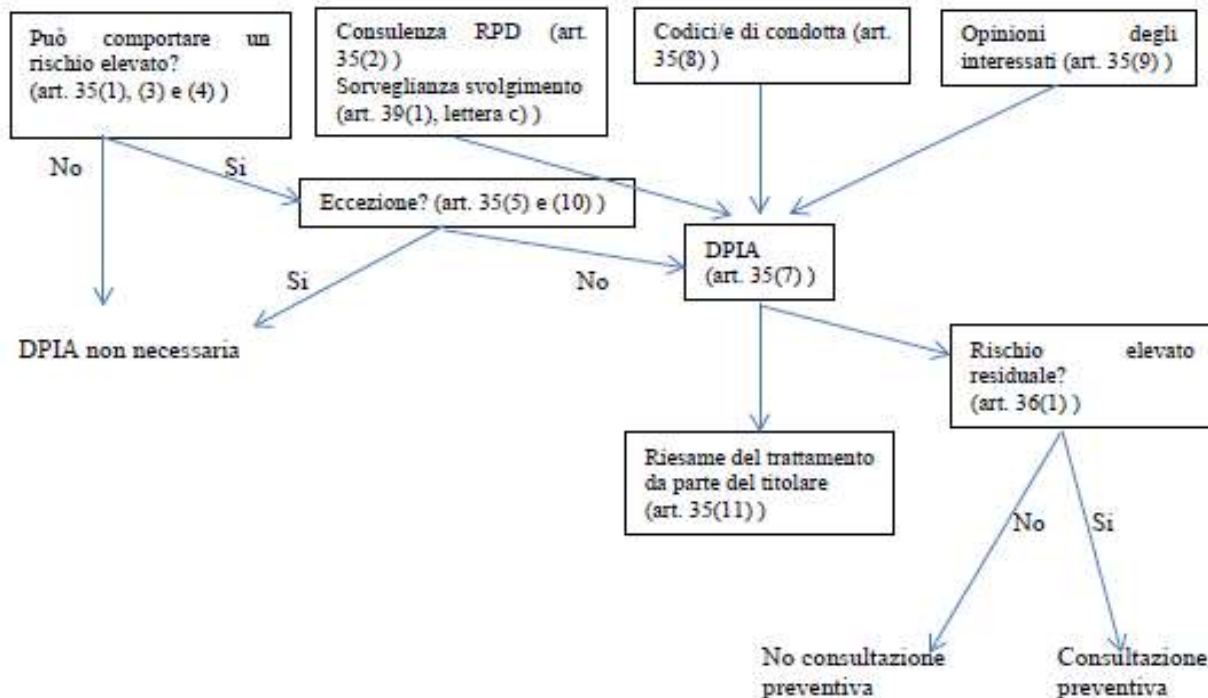 Può comportare un
rischio elevato?
(art. 35(1), (3) e (4) )
Consulenza RPD (art.
35(2) )
Sorveglianza svolgimento
(art. 39(1), lettera c) )
Codici/e di condotta (art.
35(8) )
Opinioni degli
interessati (art. 35(9) )
No
Si
Eccezione? (art. 35(5) e (10) )
DPIA
(art. 35(7) )
Si
No
DPIA non necessaria
Rischio elevato
residuale?
(art. 36(1) )
Riesame del trattamento
da parte del titolare
(art. 35(11) )
No
Si
No consultazione
preventiva
Consultazione
preventiva